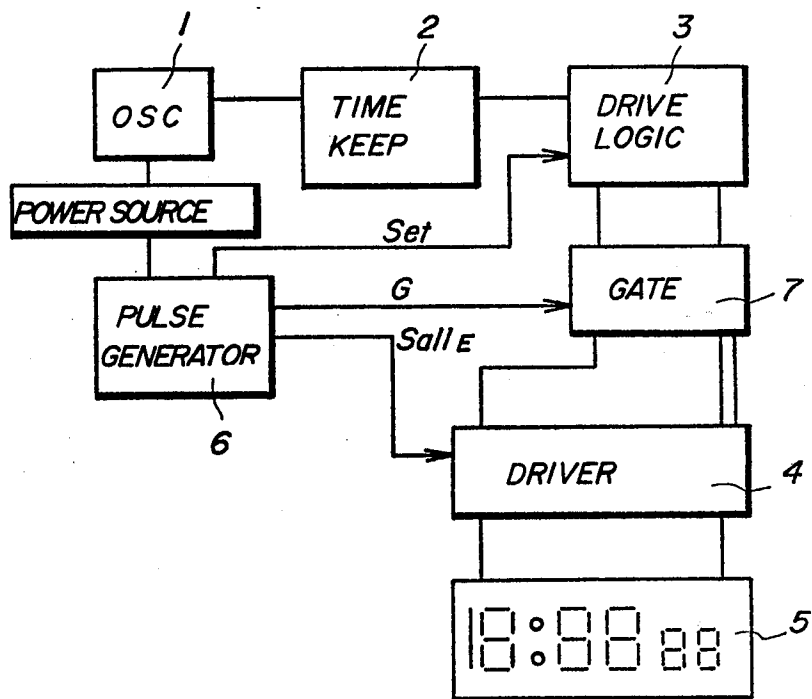 1
2
3
OSC
TIME
KEEP
DRIVE
LOGIC
POWER SOURCE
Set
PULSE
GENERATOR
G
GATE
7
Sall E
6
DRIVER
4
18:88 88
5